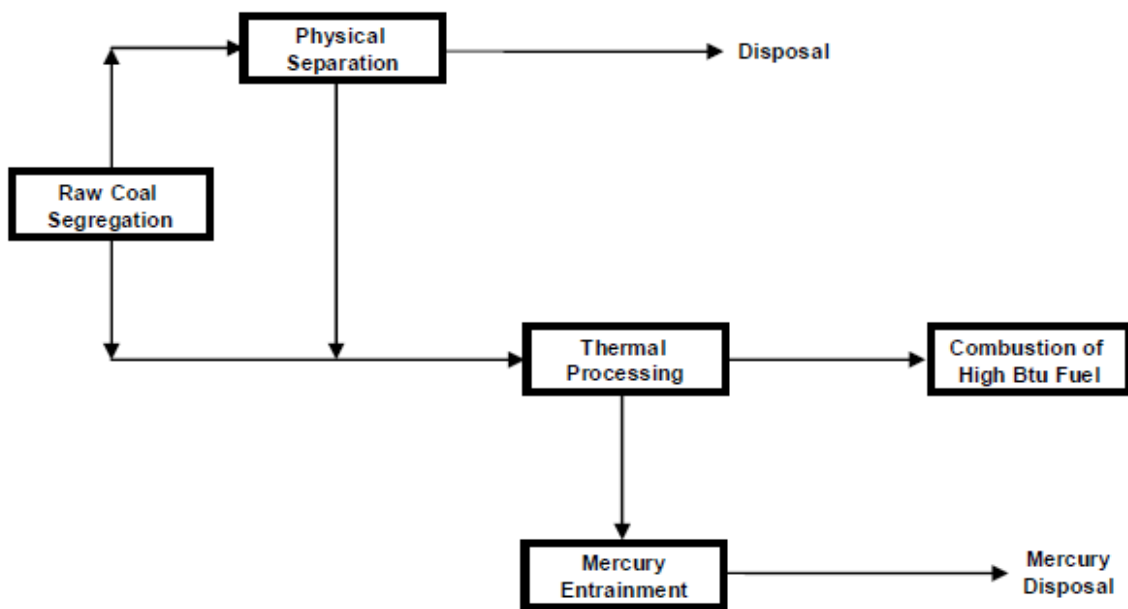 Physical
Separation
Disposal
Raw Coal
Segregation
Thermal
Processing
Combustion of
High Btu Fuel
Mercury
Entrainment
Mercury
Disposal